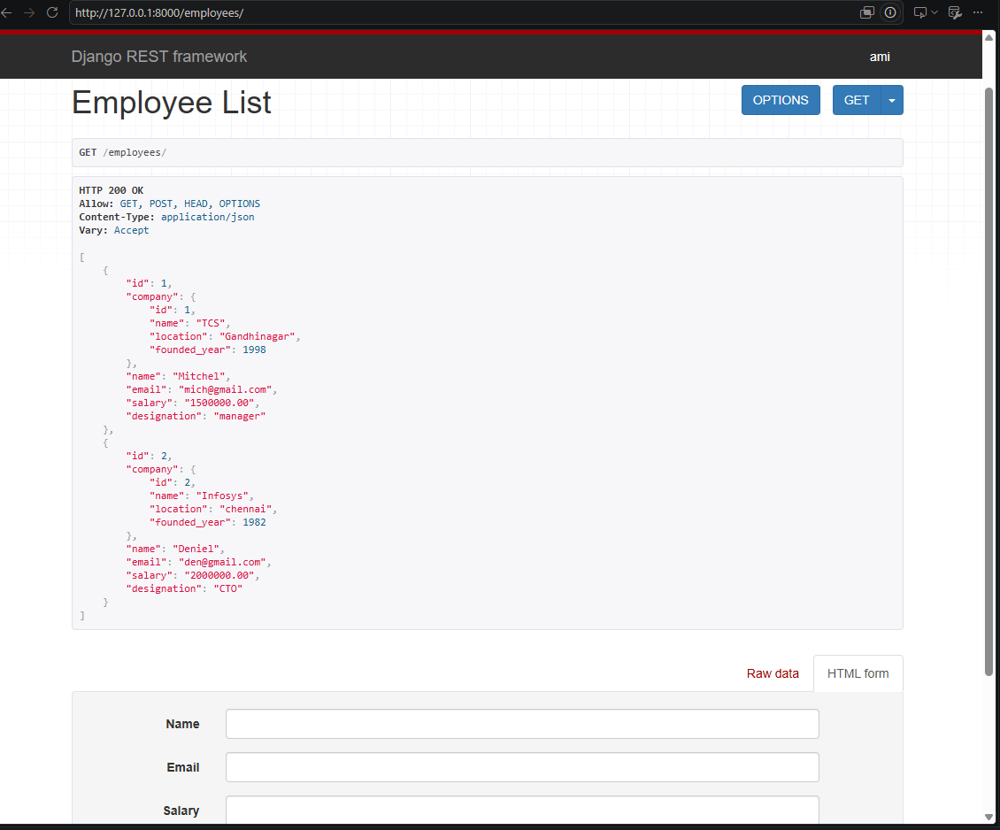 http://127.0.0.1:8000/employees/
Django REST framework
ami
Employee List
OPTIONS
GET
GET /employees/
HTTP 200 OK
Allow: GET, POST, HEAD, OPTIONS
Content-Type: application/json
Vary: Accept
[
    {
        "id": 1,
        "company": {
            "id": 1,
            "name": "TCS",
            "location": "Gandhinagar",
            "founded_year": 1998
        },
        "name": "Mitchel",
        "email": "mich@gmail.com",
        "salary": "1500000.00",
        "designation": "manager"
    },
    {
        "id": 2,
        "company": {
            "id": 2,
            "name": "Infosys",
            "location": "chennai",
            "founded_year": 1982
        },
        "name": "Deniel",
        "email": "den@gmail.com",
        "salary": "2000000.00",
        "designation": "CTO"
    }
]
Raw data
HTML form
Name
Email
Salary